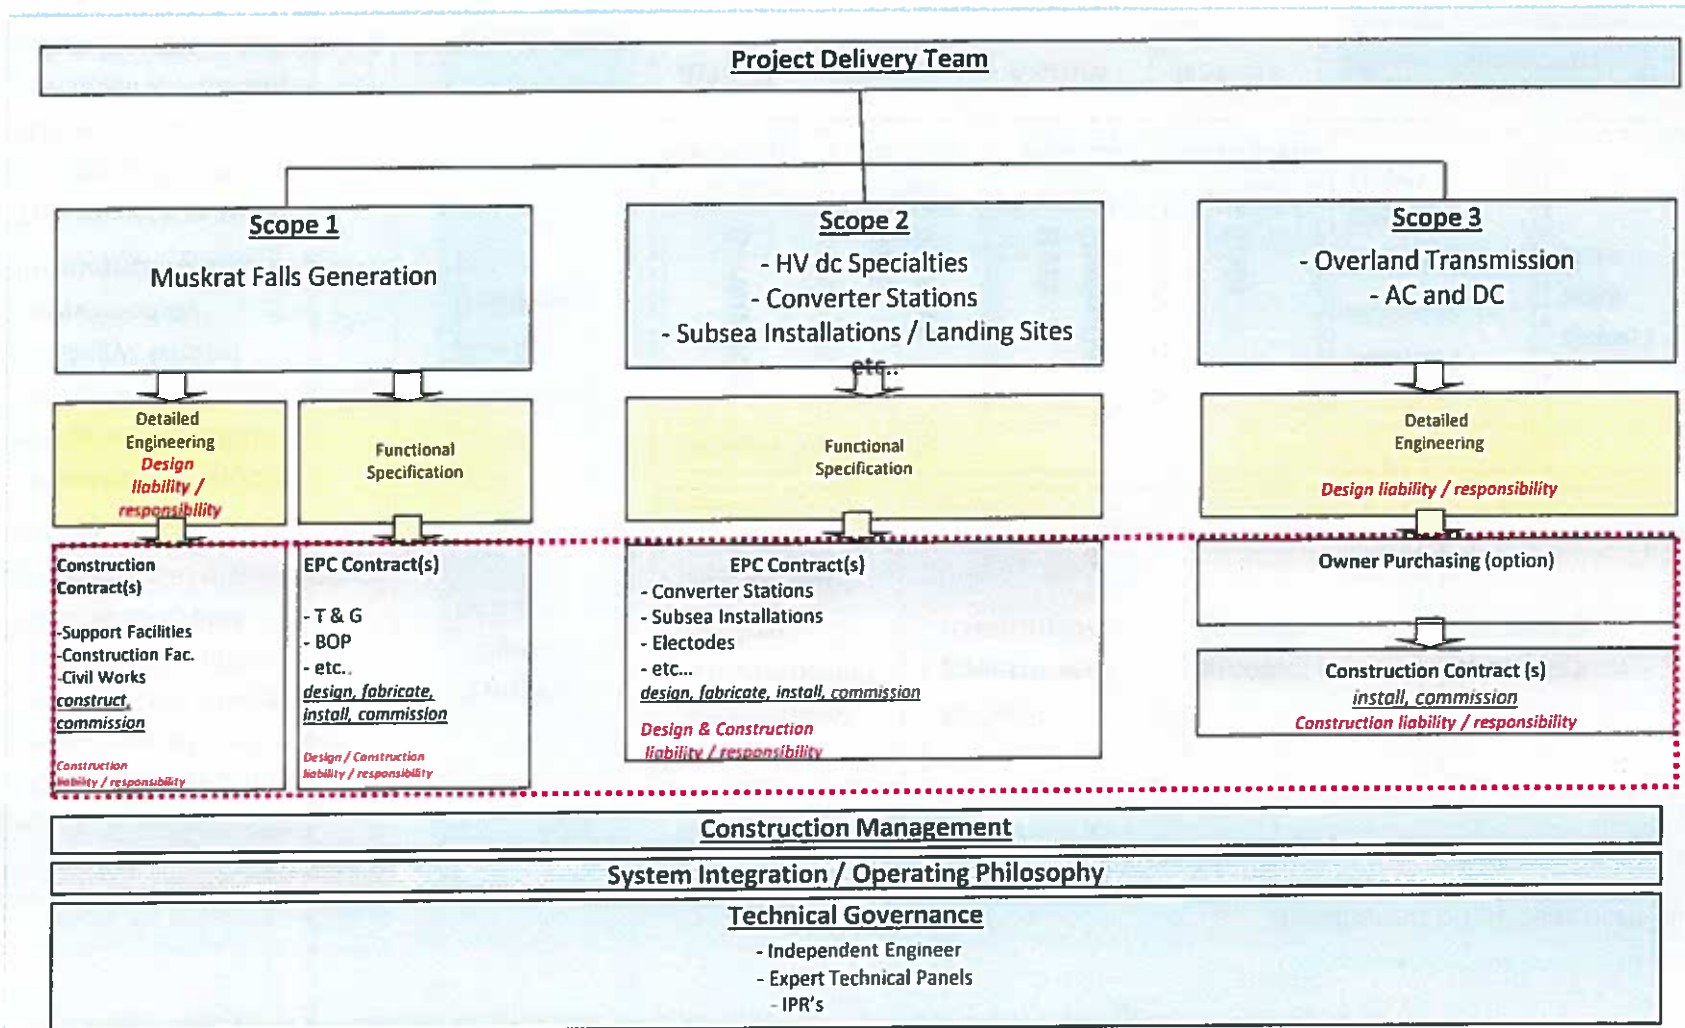 Project Delivery Team
Scope 1
Muskrat Falls Generation
Scope 2
- HV dc Specialties
- Converter Stations
- Subsea Installations / Landing Sites
etc..
Scope 3
- Overland Transmission
- AC and DC
Detailed
Engineering
Design
liability /
responsibility
Functional
Specification
Functional
Specification
Detailed
Engineering
Design liability / responsibility
Construction
Contract(s)
-Support Facilities
-Construction Fac.
-Civil Works
construct,
commission
Construction
liability / responsibility
EPC Contract(s)
- T & G
- BOP
- etc..
design, fabricate,
install, commission
Design / Construction
liability / responsibility
EPC Contract(s)
- Converter Stations
- Subsea Installations
- Electodes
- etc...
design, fabricate, install, commission
Design & Construction
liability / responsibility
Owner Purchasing (option)
Construction Contract (s)
install, commission
Construction liability / responsibility
Construction Management
System Integration / Operating Philosophy
Technical Governance
- Independent Engineer
- Expert Technical Panels
- IPR's